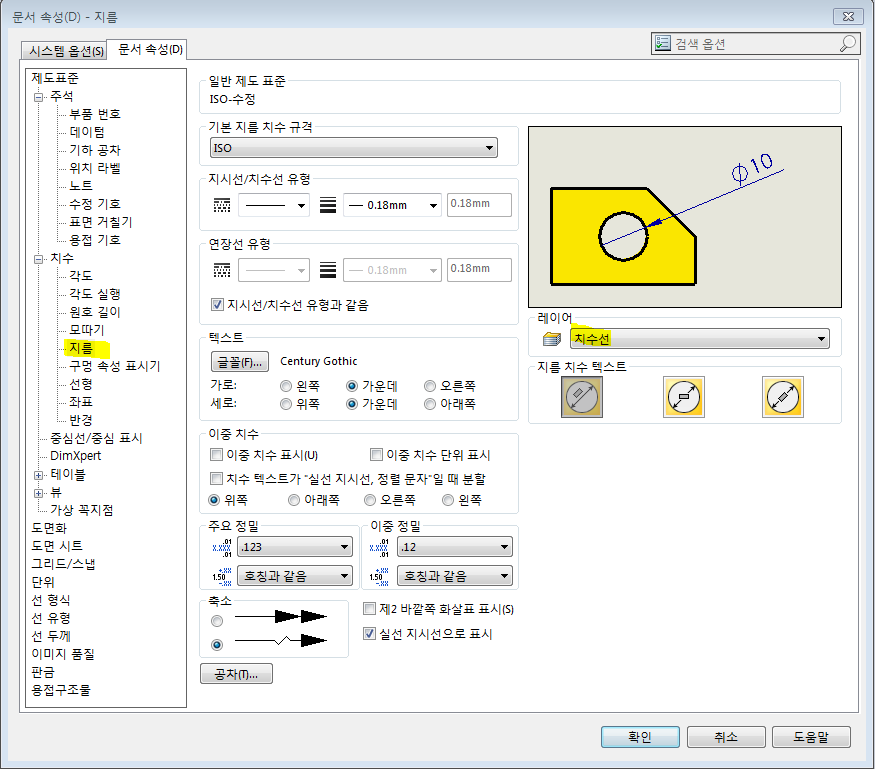 문서 속성(D) - 지름
시스템 옵션(S)
문서 속성(D)
검색 옵션
제도표준
주석
부품 번호
데이텀
기하 공차
위치 라벨
노트
수정 기호
표면 거칠기
용접 기호
치수
각도
각도 실행
원호 길이
모따기
지름
구멍 속성 표시기
선형
좌표
반경
중심선/중심 표시
DimXpert
테이블
뷰
가상 꼭지점
도면화
도면 시트
그리드/스냅
단위
선 형식
선 유형
선 두께
이미지 품질
판금
용접구조물
일반 제도 표준
ISO-수정
기본 지름 치수 규격
ISO
지시선/치수선 유형
0.18mm 0.18mm
연장선 유형
0.18mm 0.18mm
지시선/치수선 유형과 같음
텍스트
글꼴(F)... Century Gothic
가로: 왼쪽 가운데 오른쪽
세로: 위쪽 가운데 아래쪽
이중 치수
이중 치수 표시(U) 이중 치수 단위 표시
치수 텍스트가 "실선 지시선, 정렬 문자"일 때 분할
위쪽 아래쪽 오른쪽 왼쪽
주요 정밀
.01
X.XXX .01
.01
.123
+.XX
1.50
-.XX
호칭과 같음
이중 정밀
.01
X.XXX .01
.01
.12
+.XX
1.50
-.XX
호칭과 같음
축소
제2 바깥쪽 화살표 표시(S)
실선 지시선으로 표시
공차(T)...
∅10
레이어
치수선
지름 치수 텍스트
확인 취소 도움말